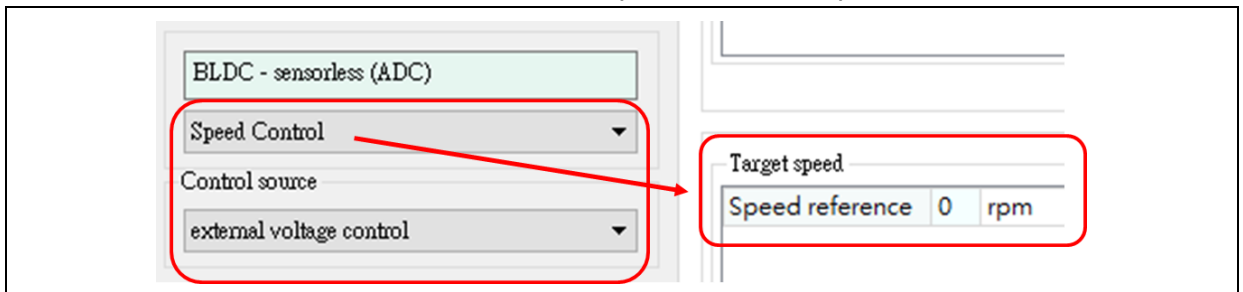 BLDC - sensorless (ADC)
Speed Control
Control source
external voltage control
Target speed
Speed reference 0 rpm